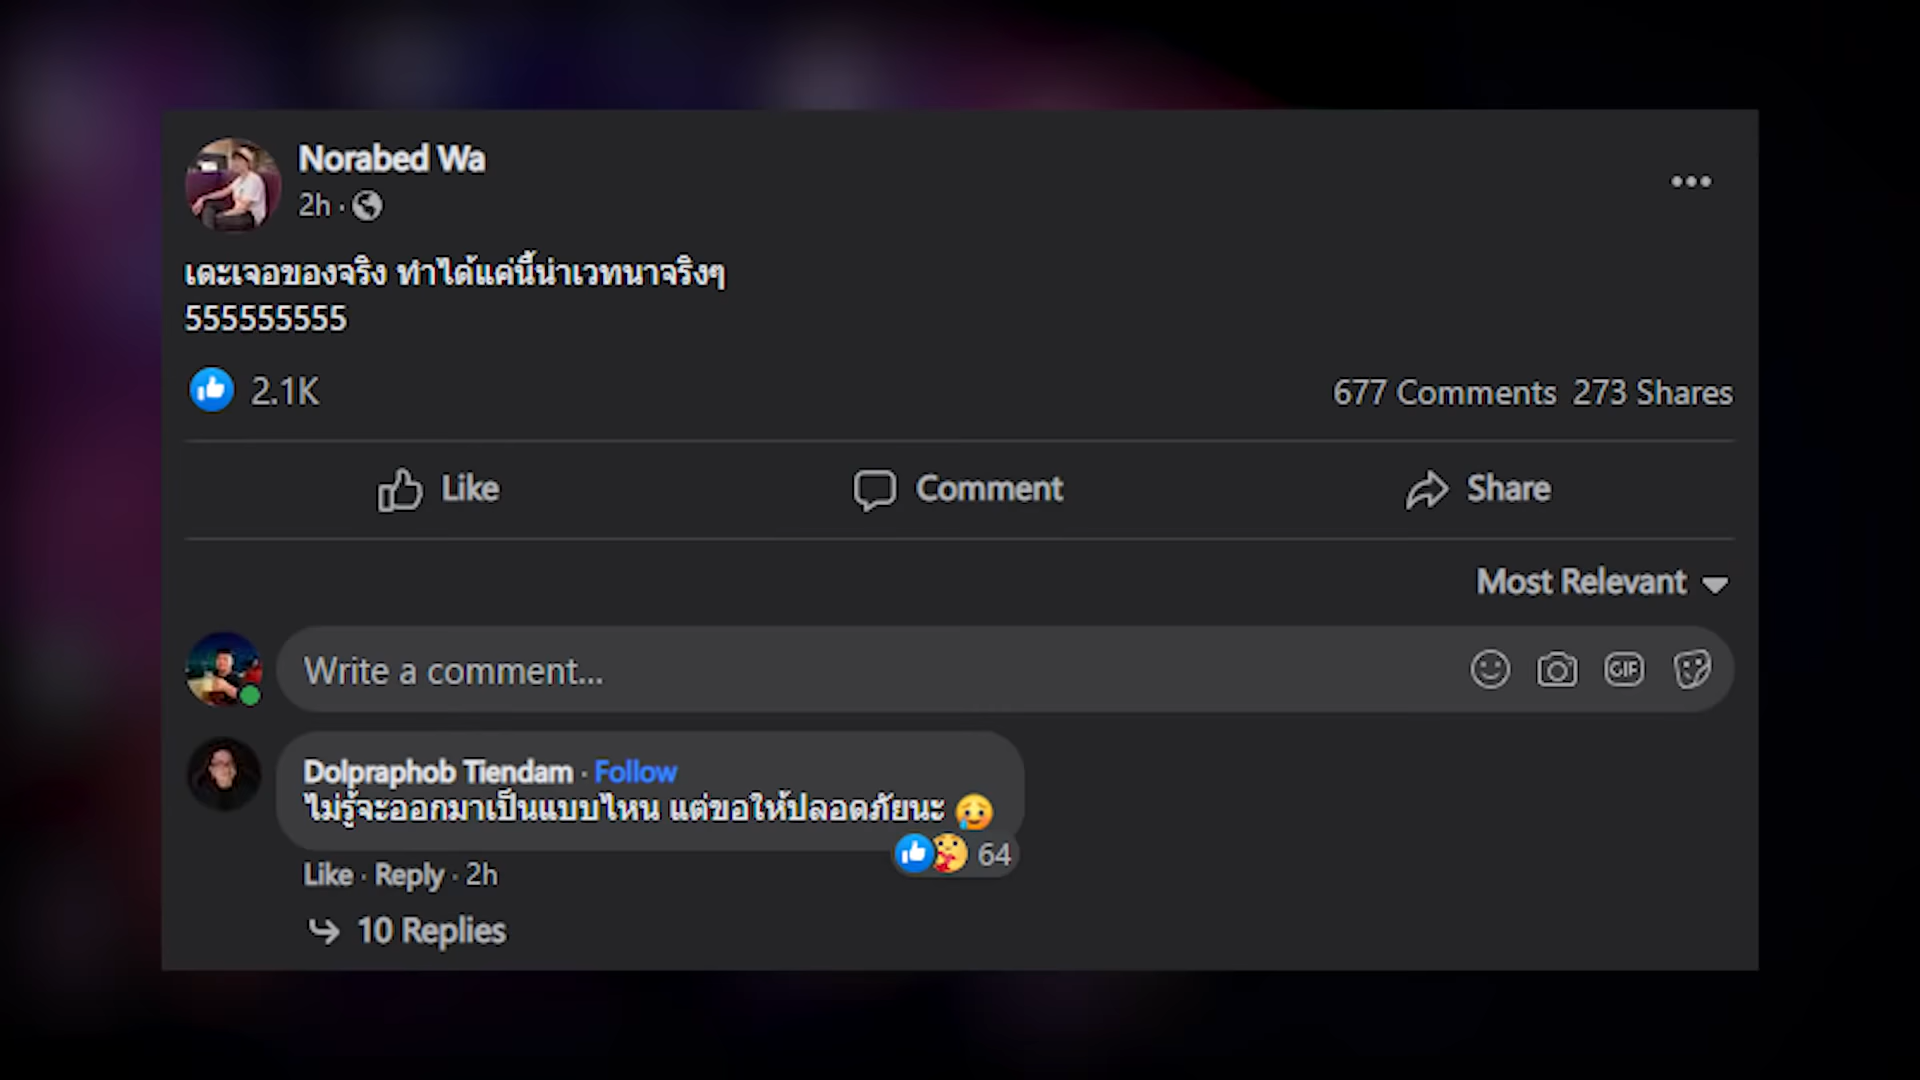 Norabed Wa
2h ·
เดะเจอของจริง ทำได้แค่นี้น่าเวทนาจริงๆ
555555555
2.1K
677 Comments 273 Shares
Like
Comment
Share
Most Relevant
Write a comment...
GIF
Dolpraphob Tiendam · Follow
ไม่รู้จะออกมาเป็นแบบไหน แต่ขอให้ปลอดภัยนะ 😥
64
Like · Reply · 2h
10 Replies